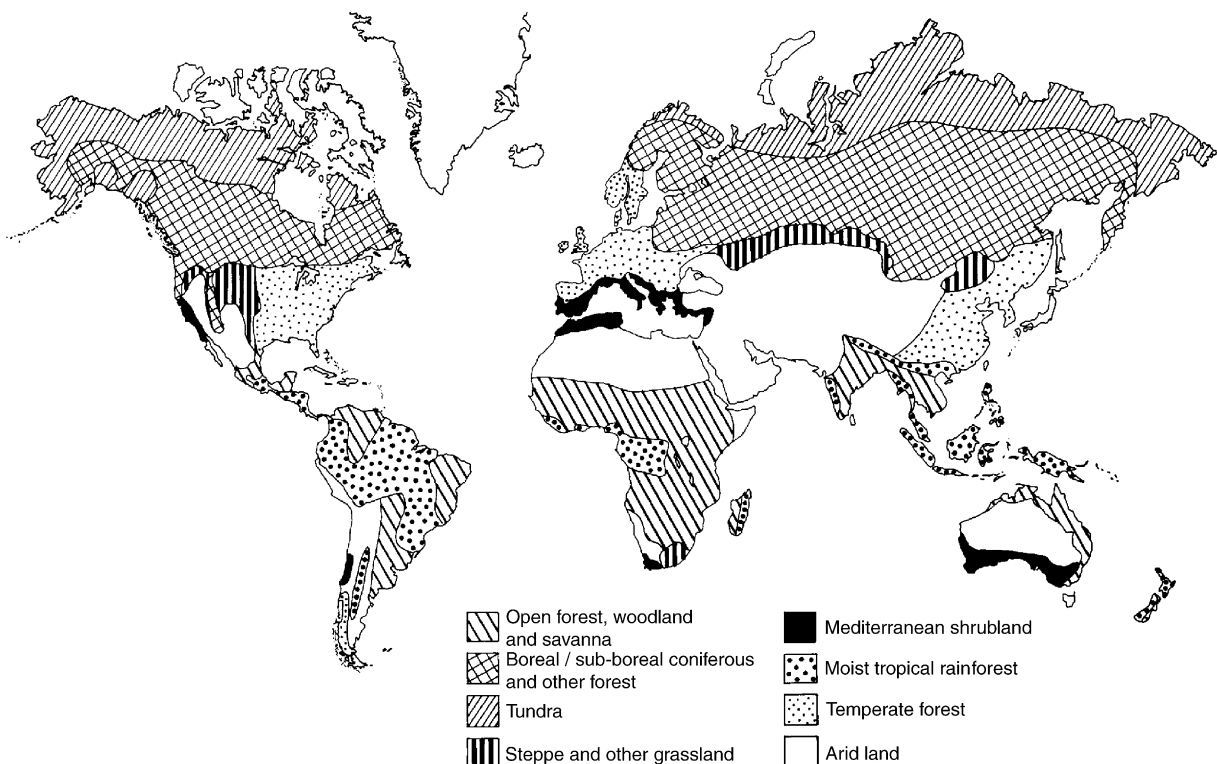 Open forest, woodland
and savanna
Boreal / sub-boreal coniferous
and other forest
Tundra
Steppe and other grassland
Mediterranean shrubland
Moist tropical rainforest
Temperate forest
Arid land